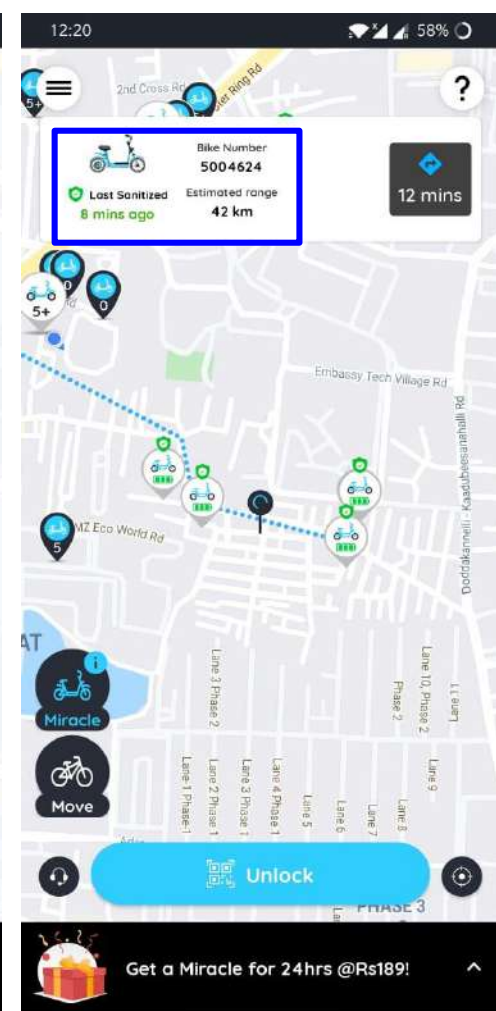 12:20
58%
2nd Cross Rd
ter Ring Rd
5+
?
Bike Number
5004624
Last Sanitized
8 mins ago
Estimated range
42 km
12 mins
0
5+
0
Embassy Tech Village Rd
Doddakannelli - Kaadubeesanahalli Rd
MZ Eco World Rd
5
AT
i
Miracle
Move
Lane 3 Phase 2
Phase 2
Lane 10, Phase 2
Lane 11
Lane-1 Phase-1
Lane 2 Phase 1
Lane 3 Phase 1
Lane 4 Phase 1
Lane 5
Lane 6
Lane 7
Lane 8
Lane 9
Unlock
PHASE 3
Get a Miracle for 24hrs @Rs189!